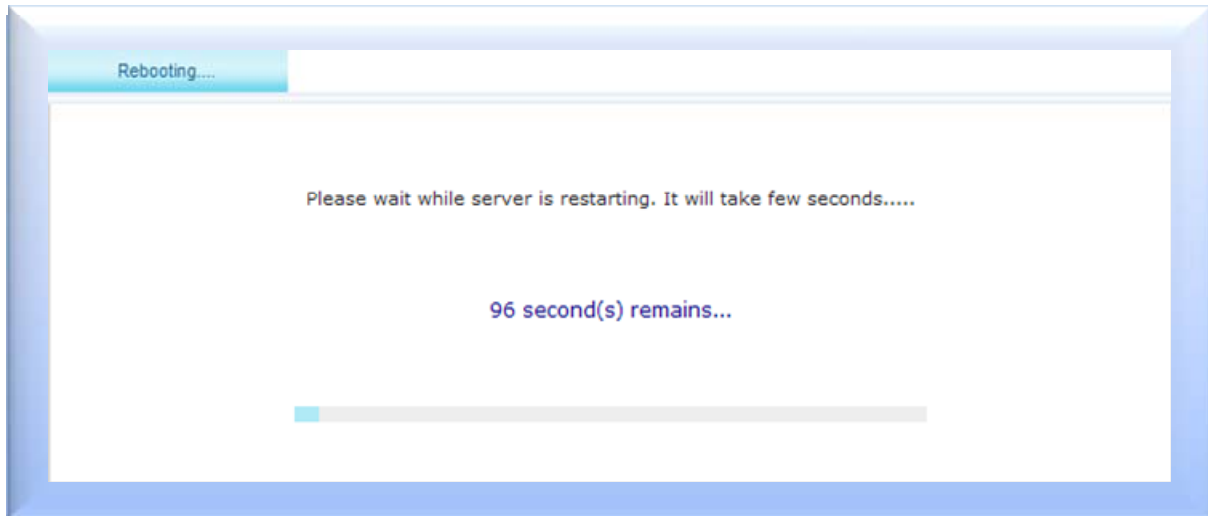 Rebooting....
Please wait while server is restarting. It will take few seconds.....
96 second(s) remains...